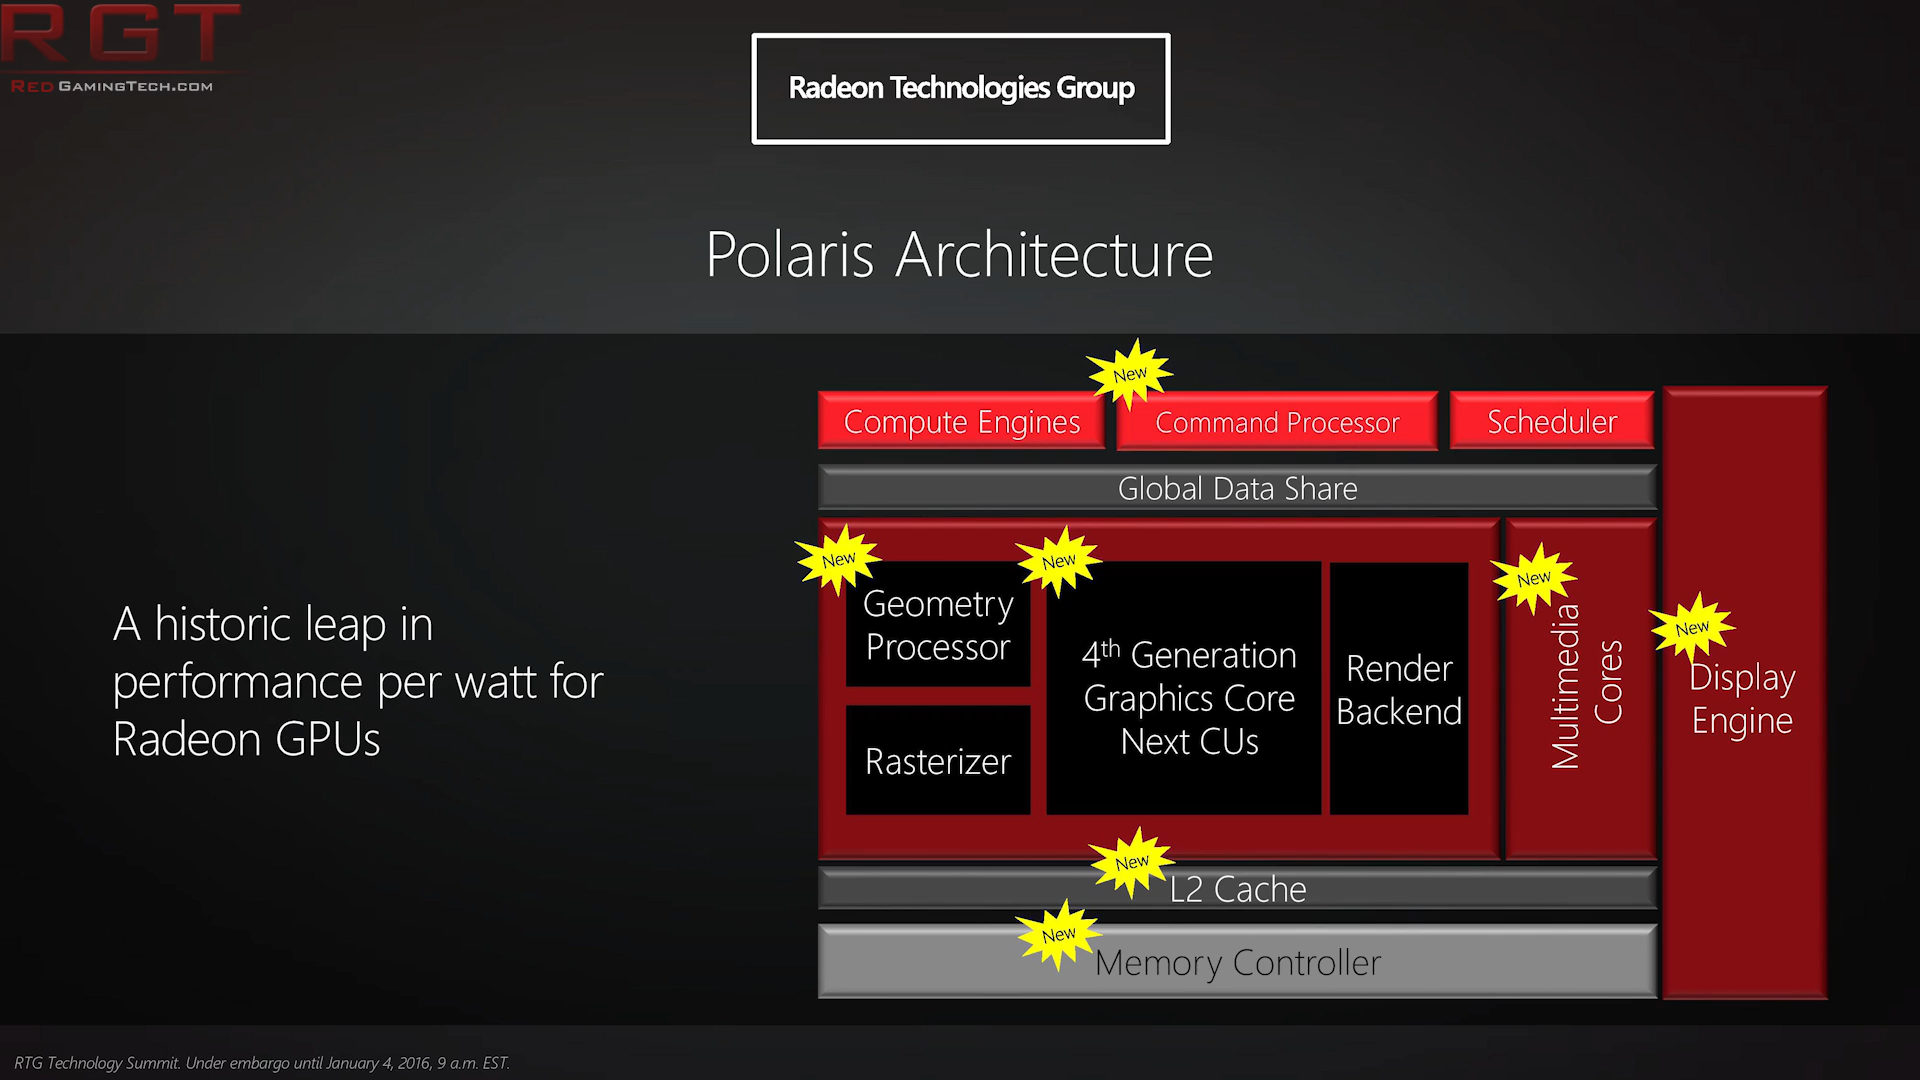 RGT
RED GAMINGTECH.COM
Radeon Technologies Group
Polaris Architecture
A historic leap in
performance per watt for
Radeon GPUs
New
Compute Engines
Command Processor
Scheduler
Global Data Share
New
New
New
New
Geometry
Processor
Rasterizer
4th Generation
Graphics Core
Next CUs
Render
Backend
Multimedia
Cores
Display
Engine
New
L2 Cache
New
Memory Controller
RTG Technology Summit. Under embargo until January 4, 2016, 9 a.m. EST.